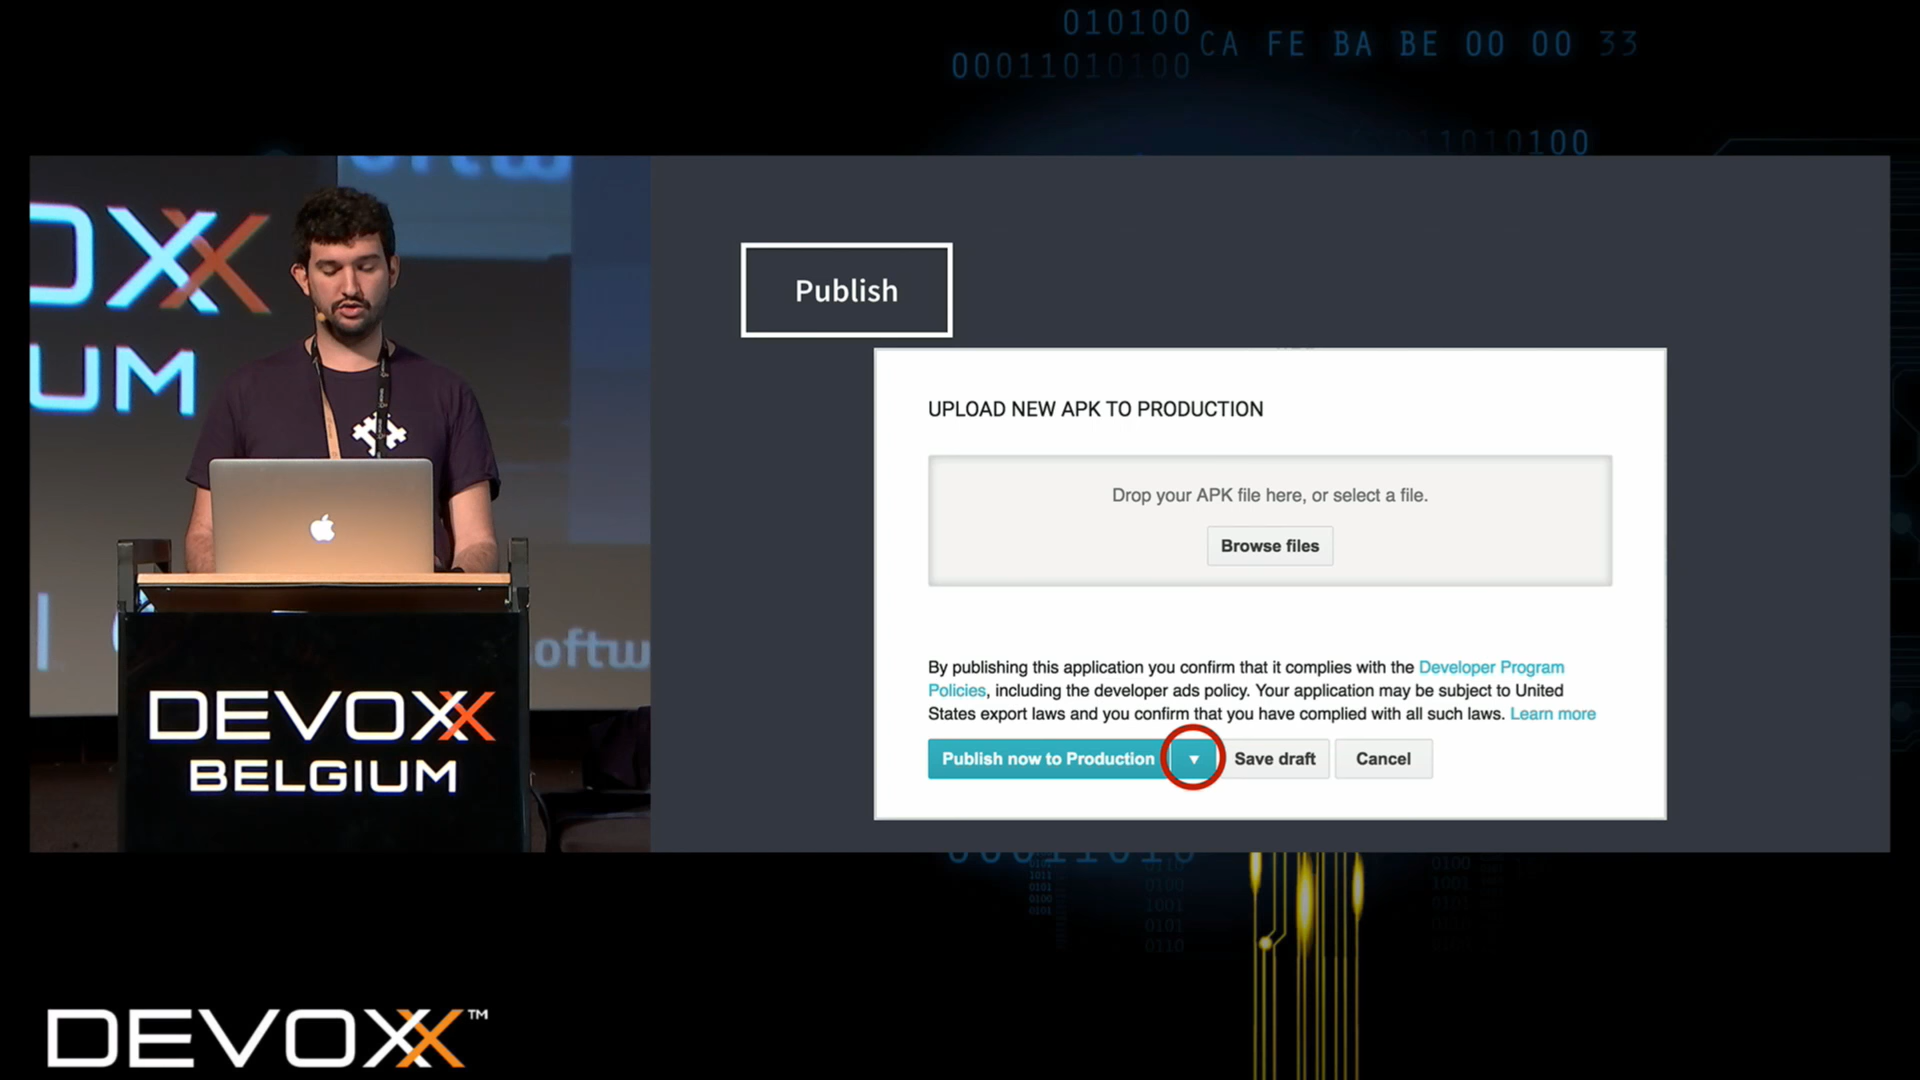 010100
CA FE BA BE 00 00 33
00011010100
11010100
OX
UM
Publish
UPLOAD NEW APK TO PRODUCTION
Drop your APK file here, or select a file.
Browse files
By publishing this application you confirm that it complies with the Developer Program
Policies, including the developer ads policy. Your application may be subject to United
States export laws and you confirm that you have complied with all such laws. Learn more
Publish now to Production
Save draft
Cancel
oftw
DEVOXX
BELGIUM
DEVOXX™